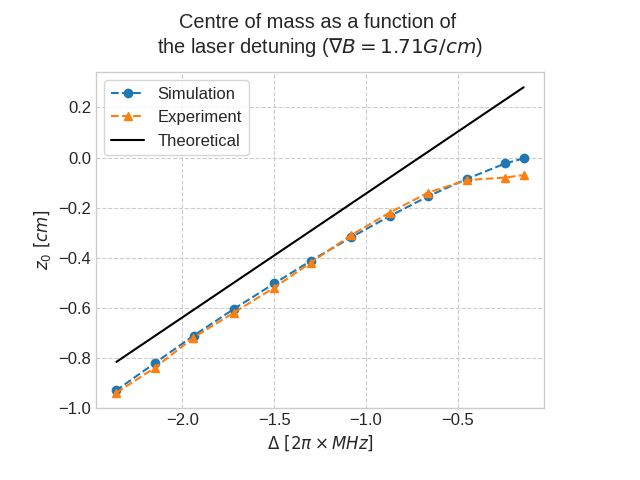 Centre of mass as a function of
the laser detuning (∇B = 1.71G/cm)
Simulation
Experiment
Theoretical
0.2
0.0
−0.2
−0.4
−0.6
−0.8
−1.0
z₀ [cm]
−2.0 −1.5 −1.0 −0.5
Δ [2π × MHz]